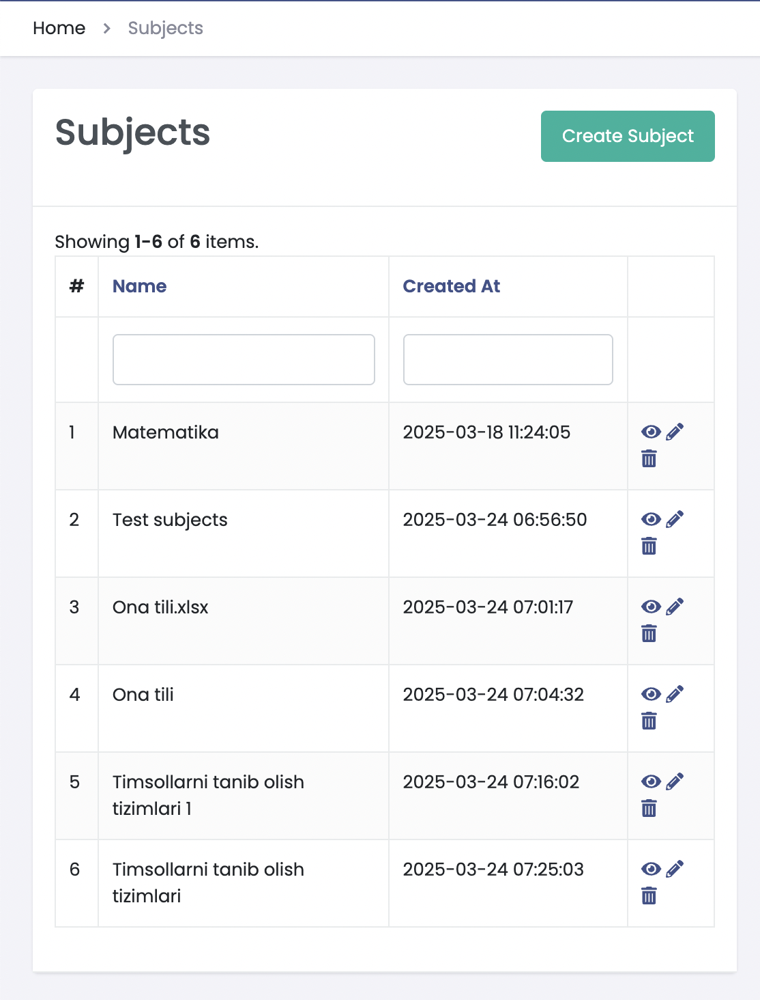 Home > Subjects
Subjects
Create Subject
Showing 1-6 of 6 items.
# Name Created At
1 Matematika 2025-03-18 11:24:05
2 Test subjects 2025-03-24 06:56:50
3 Ona tili.xlsx 2025-03-24 07:01:17
4 Ona tili 2025-03-24 07:04:32
5 Timsollarni tanib olish 2025-03-24 07:16:02
tizimlari 1
6 Timsollarni tanib olish 2025-03-24 07:25:03
tizimlari